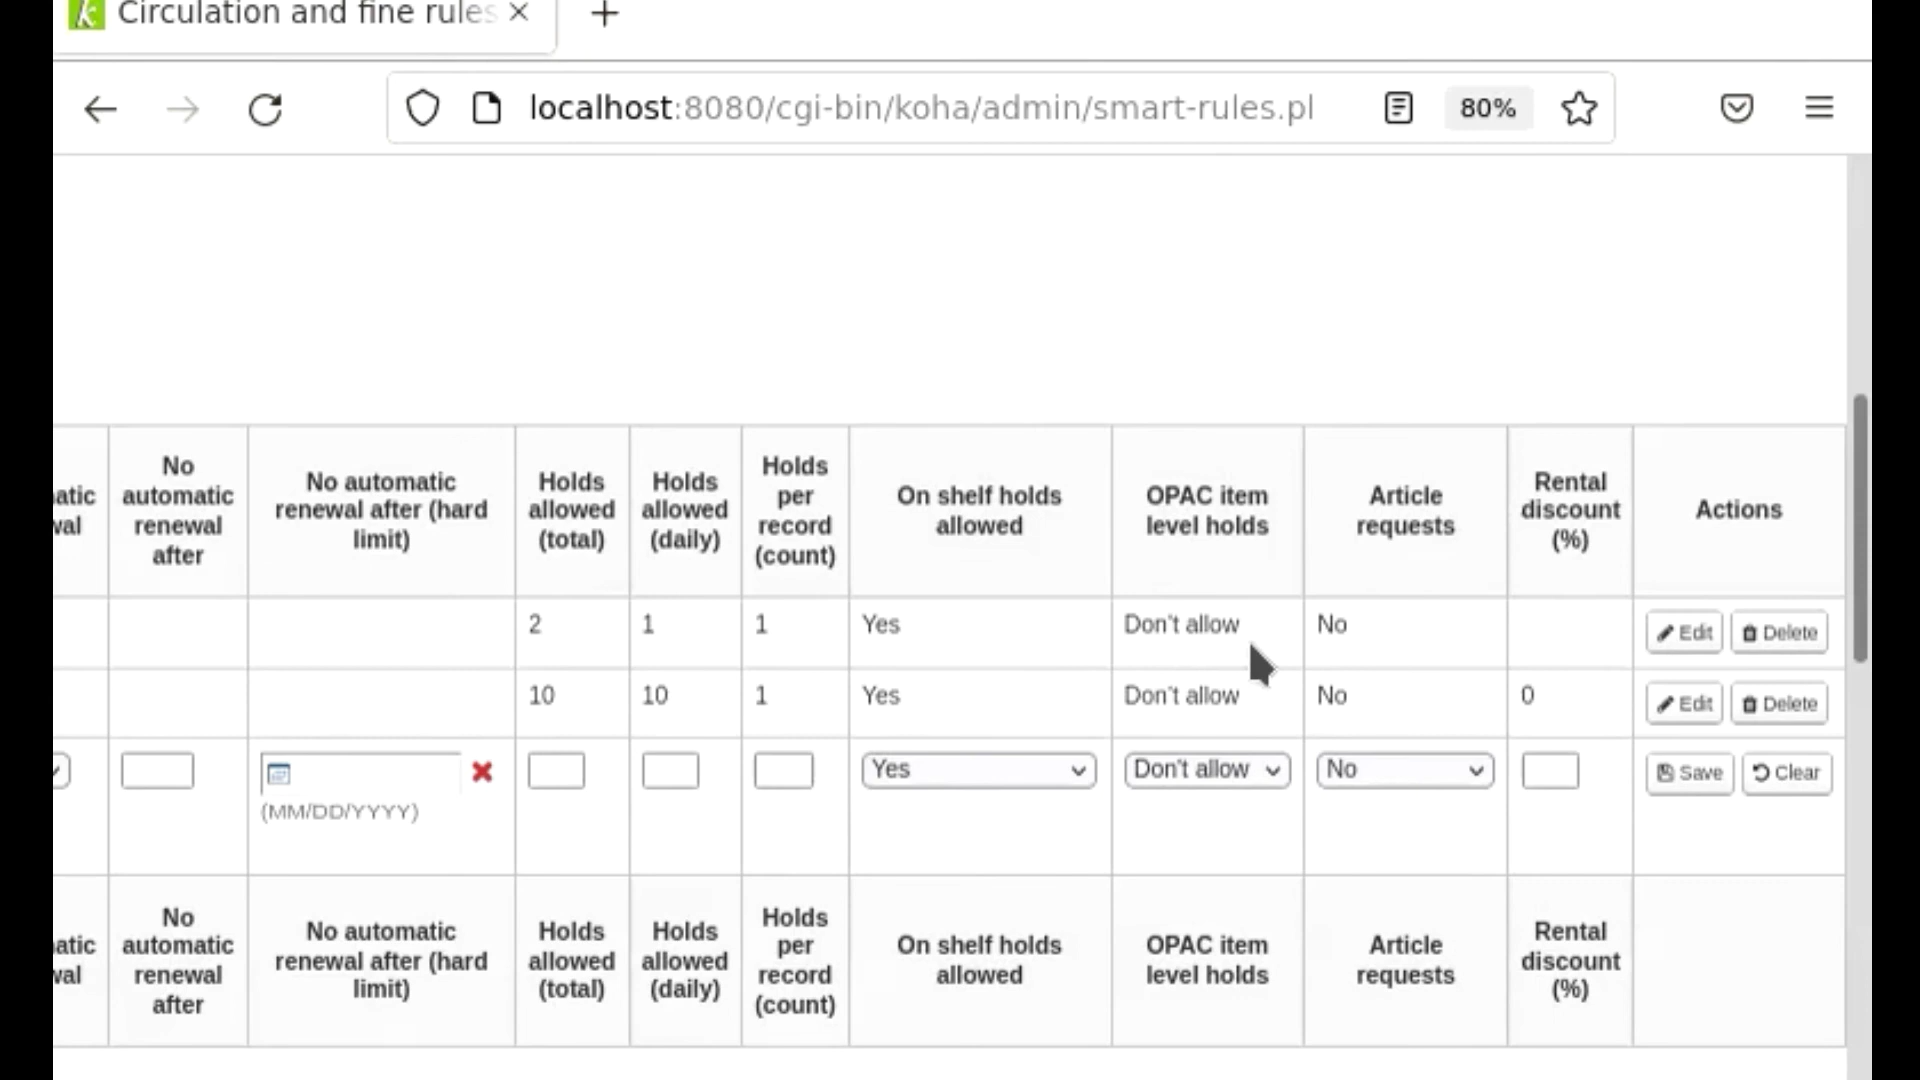 Circulation and fine rules
localhost:8080/cgi-bin/koha/admin/smart-rules.pl
80%
atic
val
No
automatic
renewal
after
No automatic
renewal after (hard
limit)
Holds
allowed
(total)
Holds
allowed
(daily)
Holds
per
record
(count)
On shelf holds
allowed
OPAC item
level holds
Article
requests
Rental
discount
(%)
Actions
2 1 1 Yes Don't allow No Edit Delete
10 10 1 Yes Don't allow No 0 Edit Delete
Yes Don't allow No Save Clear
(MM/DD/YYYY)
atic
val
No
automatic
renewal
after
No automatic
renewal after (hard
limit)
Holds
allowed
(total)
Holds
allowed
(daily)
Holds
per
record
(count)
On shelf holds
allowed
OPAC item
level holds
Article
requests
Rental
discount
(%)